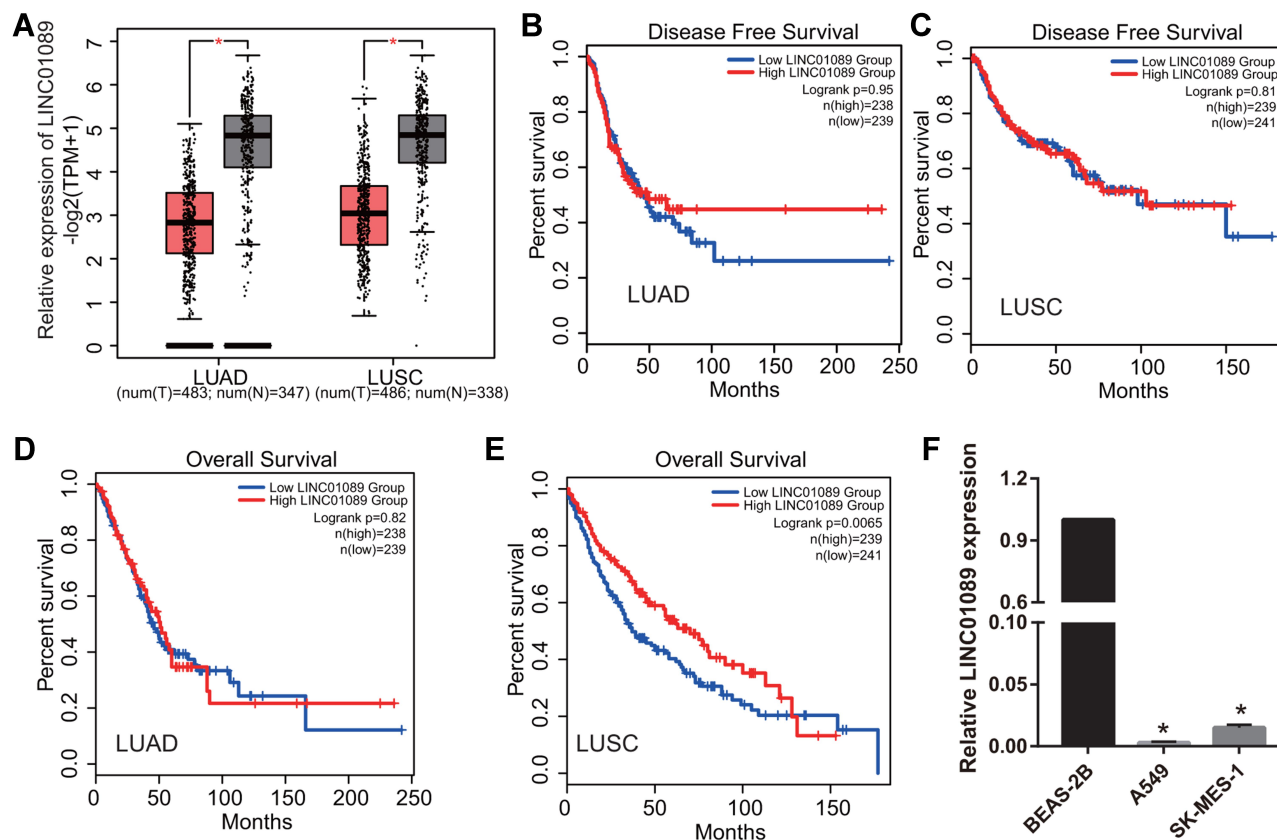 A
Relative expression of LINC01089
-log2(TPM+1)
7
6
5
4
3
2
1
0
*
*
LUAD
LUSC
(num(T)=483; num(N)=347)
(num(T)=486; num(N)=338)
B
Disease Free Survival
Low LINC01089 Group
High LINC01089 Group
Logrank p=0.95
n(high)=238
n(low)=239
Percent survival
1.0
0.8
0.6
0.4
0.2
0.0
LUAD
0 50 100 150 200 250
Months
C
Disease Free Survival
Low LINC01089 Group
High LINC01089 Group
Logrank p=0.81
n(high)=239
n(low)=241
Percent survival
1.0
0.8
0.6
0.4
0.2
0.0
LUSC
0 50 100 150
Months
D
Overall Survival
Low LINC01089 Group
High LINC01089 Group
Logrank p=0.82
n(high)=238
n(low)=239
Percent survival
1.0
0.8
0.6
0.4
0.2
0.0
LUAD
0 50 100 150 200 250
Months
E
Overall Survival
Low LINC01089 Group
High LINC01089 Group
Logrank p=0.0065
n(high)=239
n(low)=241
Percent survival
1.0
0.8
0.6
0.4
0.2
0.0
LUSC
0 50 100 150
Months
F
Relative LINC01089 expression
1.2
0.9
0.6
0.10
0.05
0.00
*
*
BEAS-2B
A549
SK-MES-1